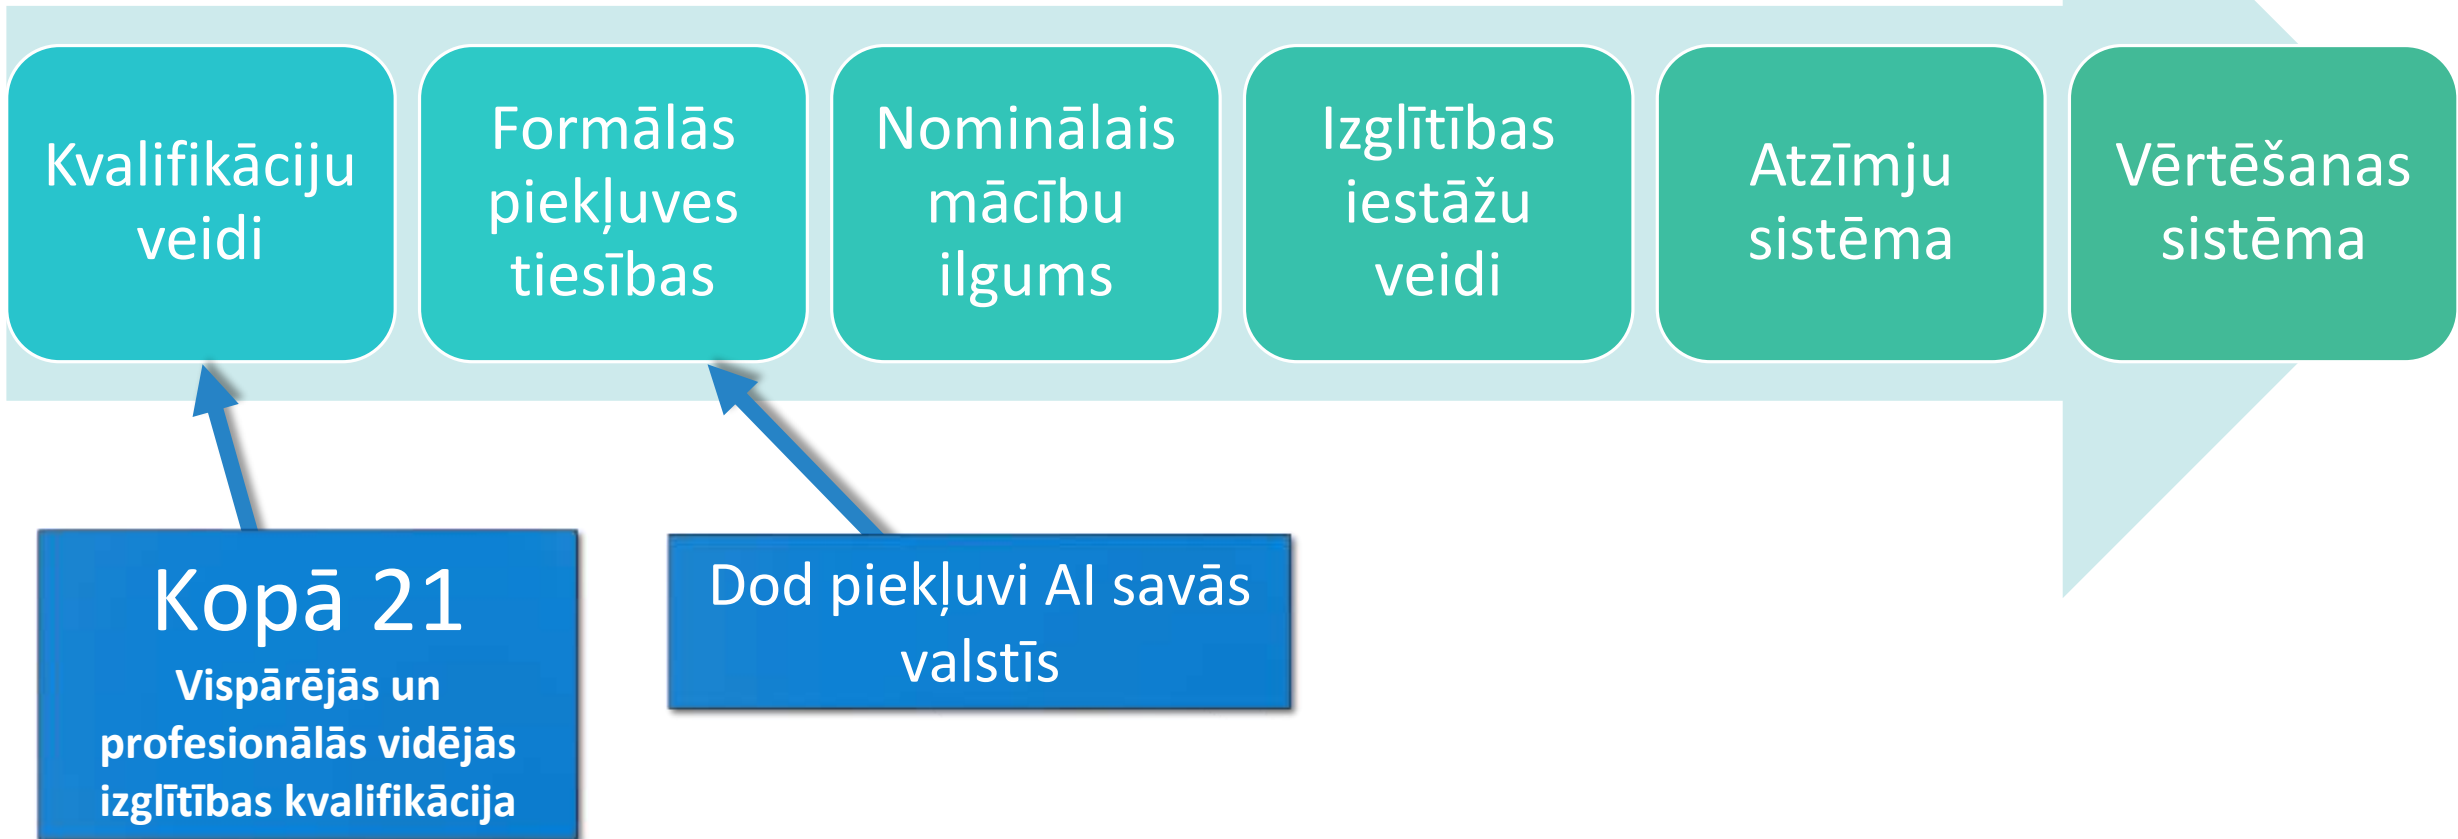 Kvalifikāciju
veidi
Formālās
piekļuves
tiesības
Nominālais
mācību
ilgums
Izglītības
iestāžu
veidi
Atzīmju
sistēma
Vērtēšanas
sistēma
Kopā 21
Vispārējās un
profesionālās vidējās
izglītības kvalifikācija
Dod piekļuvi AI savās
valstīs